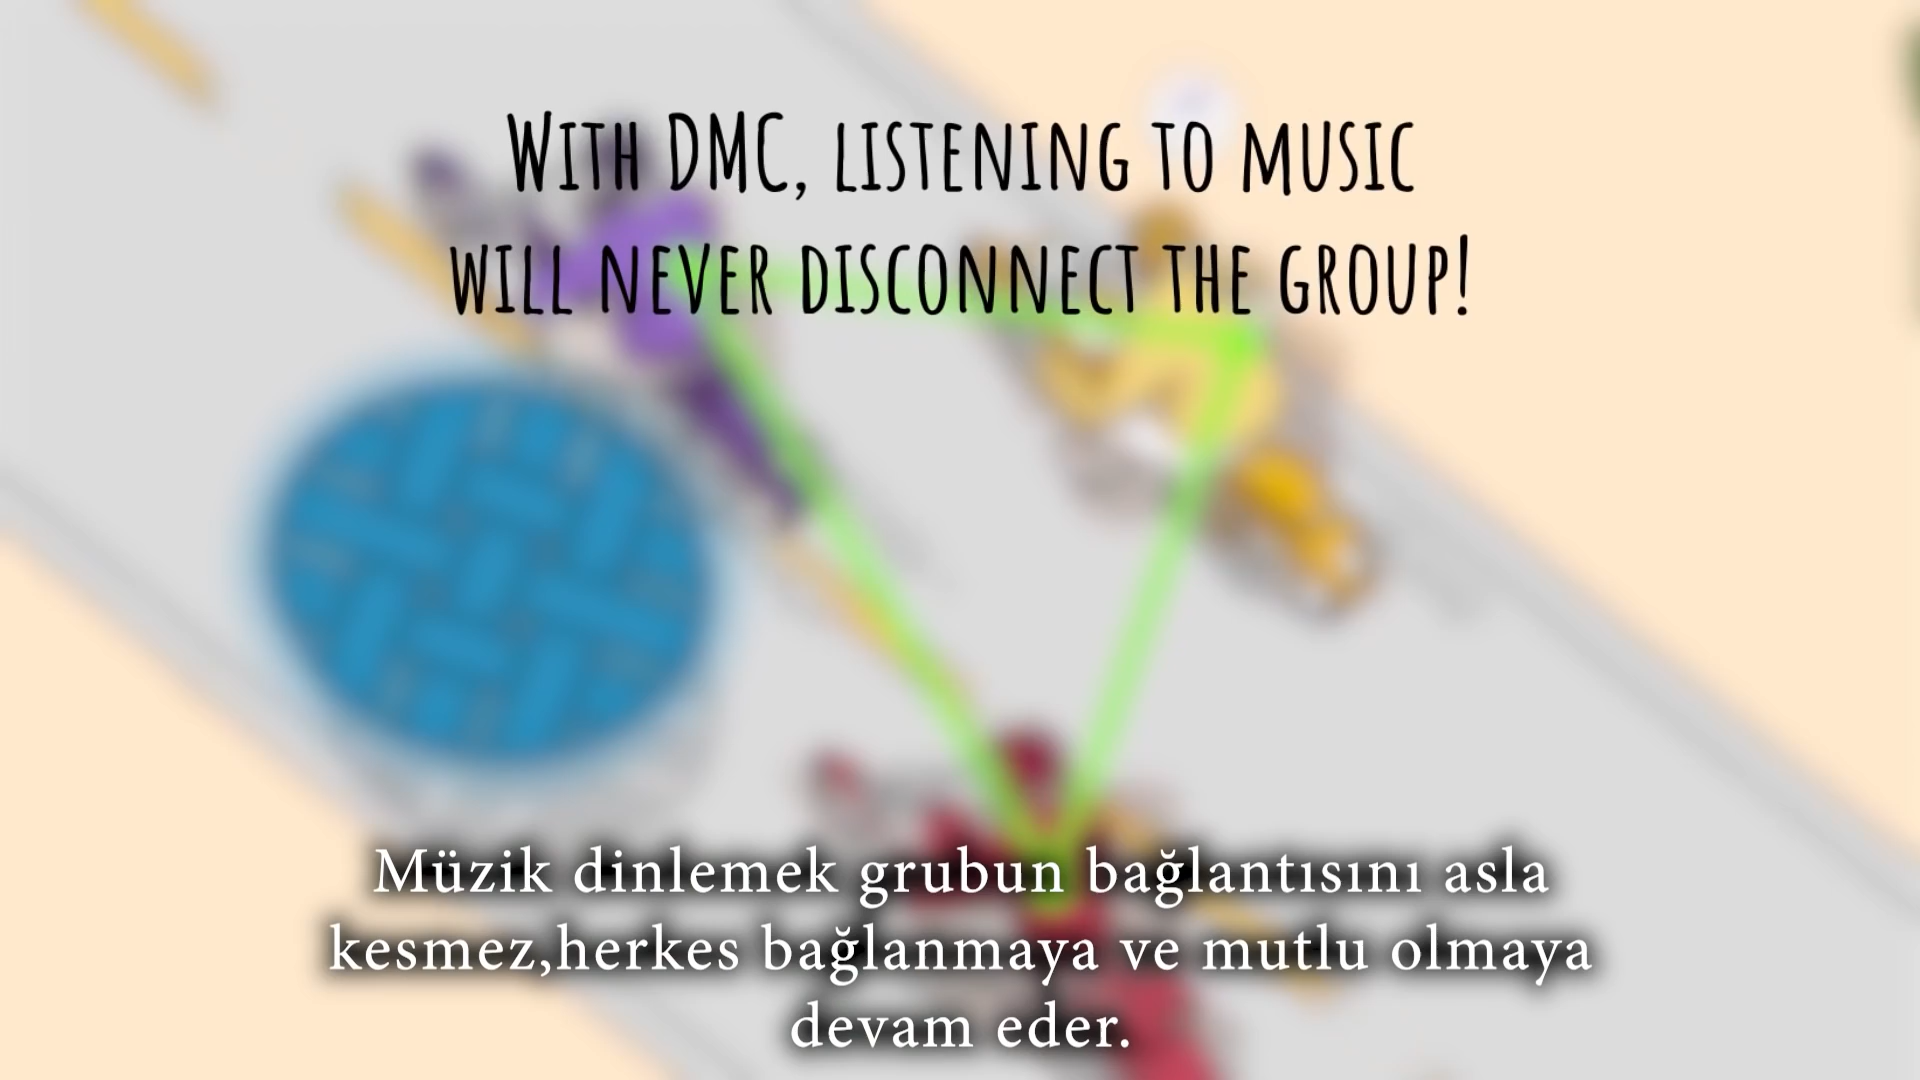 With DMC, listening to music
will never disconnect the group!
Müzik dinlemek grubun bağlantısını asla
kesmez,herkes bağlanmaya ve mutlu olmaya
devam eder.